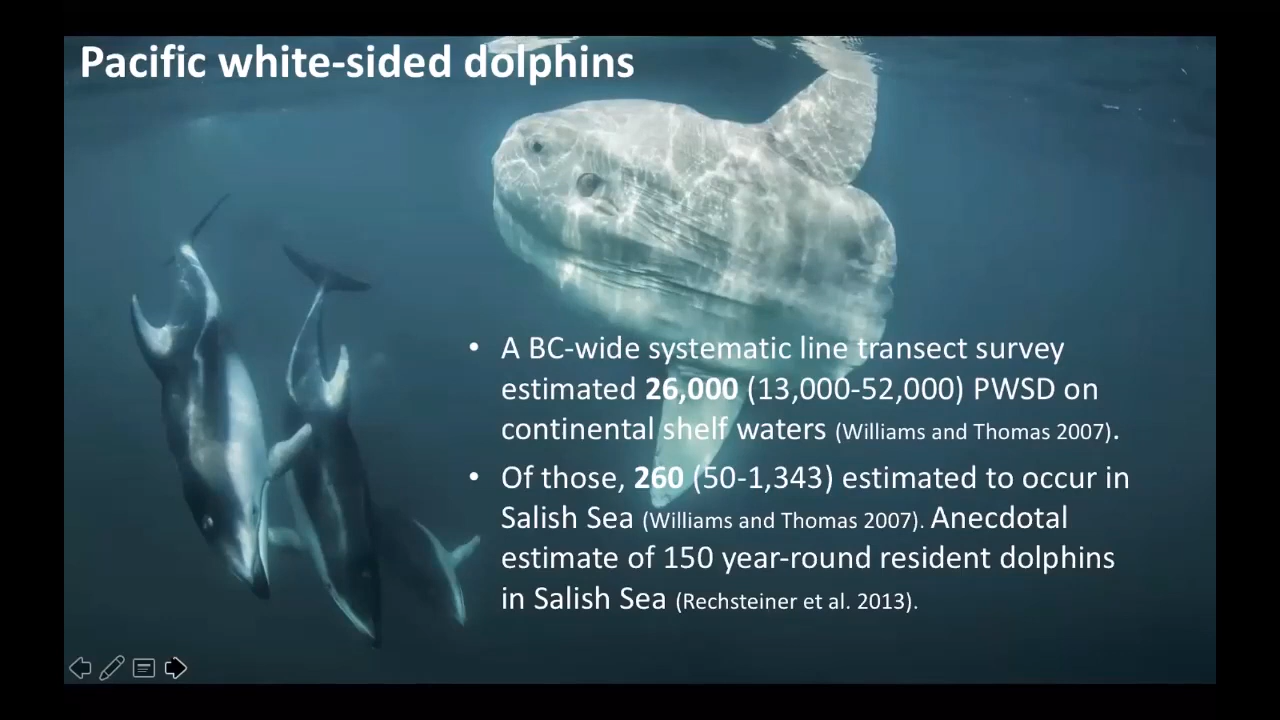 Pacific white-sided dolphins
• A BC-wide systematic line transect survey
estimated 26,000 (13,000-52,000) PWSD on
continental shelf waters (Williams and Thomas 2007).
• Of those, 260 (50-1,343) estimated to occur in
Salish Sea (Williams and Thomas 2007). Anecdotal
estimate of 150 year-round resident dolphins
in Salish Sea (Rechsteiner et al. 2013).